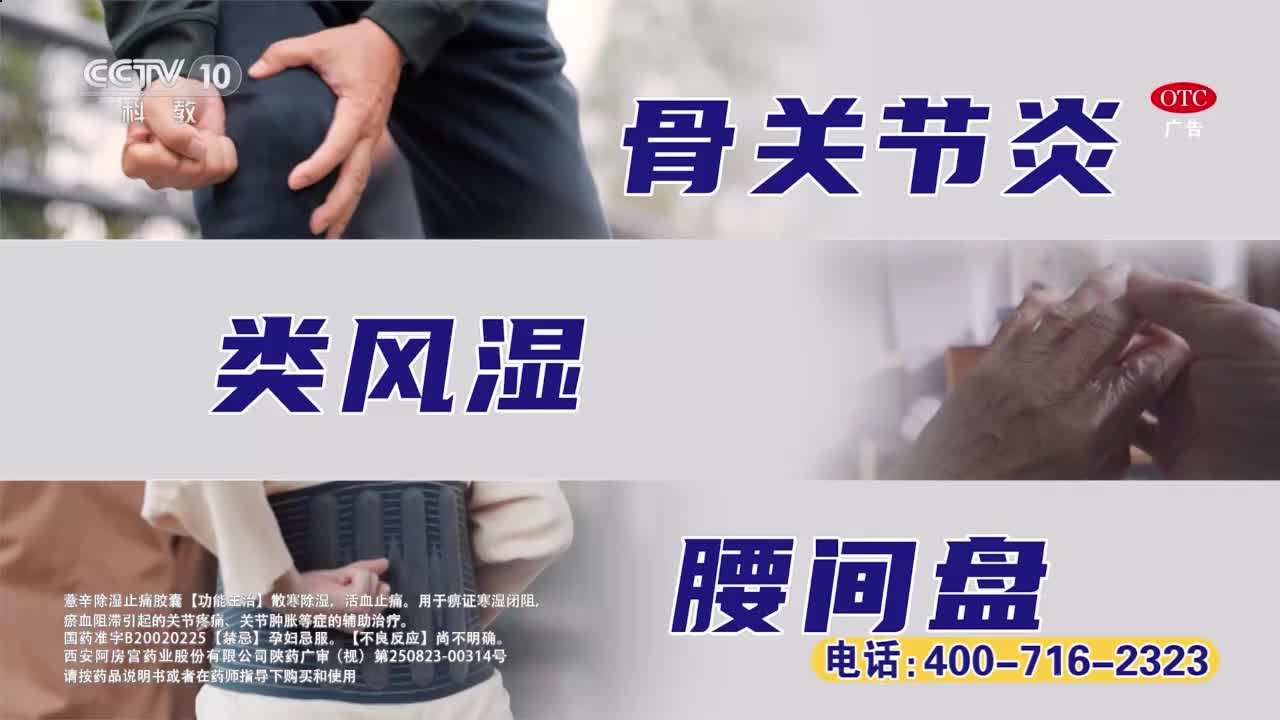 CCTV 10
科教
骨关节炎
OTC
广告
类风湿
腰间盘
薏辛除湿止痛胶囊【功能主治】散寒除湿，活血止痛。用于痹证寒湿闭阻，
瘀血阻滞引起的关节疼痛、关节肿胀等症的辅助治疗。
国药准字B20020225【禁忌】孕妇忌服。【不良反应】尚不明确。
西安阿房宫药业股份有限公司陕药广审（视）第250823-00314号
请按药品说明书或者在药师指导下购买和使用
电话：400-716-2323